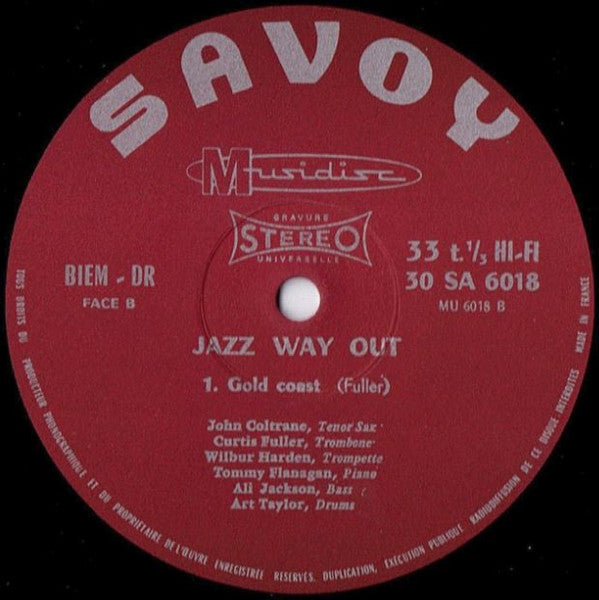 SAVOY
Musidisc
GRAVURE
STEREO
UNIVERSELLE
BIEM - DR
FACE B
33 t. 1/3 HI-FI
30 SA 6018
MU 6018 B
JAZZ WAY OUT
1. Gold coast (Fuller)
John Coltrane, Tenor Sax
Curtis Fuller, Trombone
Wilbur Harden, Trompette
Tommy Flanagan, Piano
Ali Jackson, Bass
Art Taylor, Drums
TOUS DROITS DU PRODUCTEUR PHONOGRAPHIQUE ET DU PROPRIÉTAIRE DE L'ŒUVRE ENREGISTRÉE RÉSERVÉS. DUPLICATION, EXÉCUTION PUBLIQUE RADIODIFFUSION DE CE DISQUE INTERDITES
MADE IN FRANCE